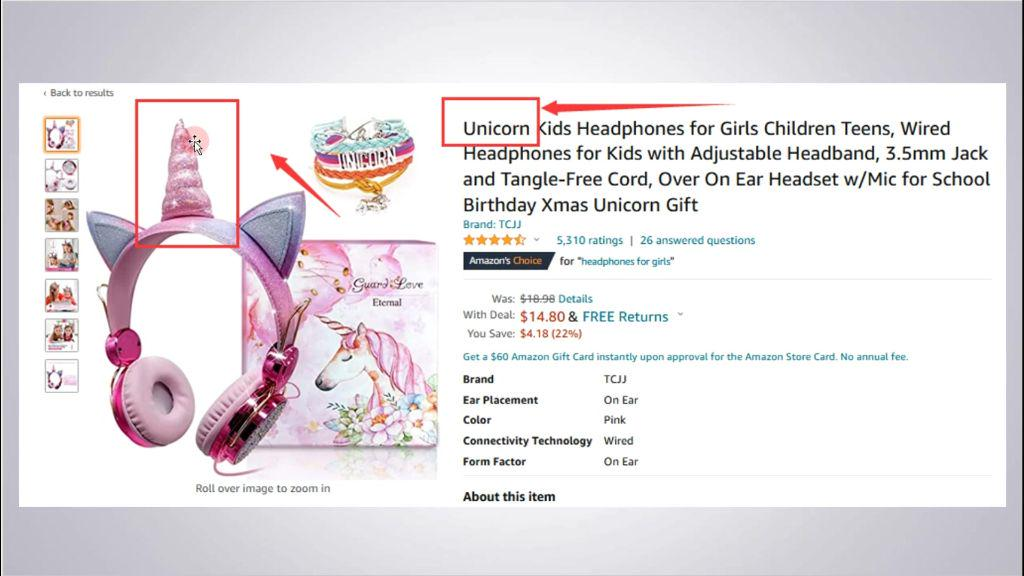 ‹ Back to results
UNICORN
Guard Love
Eternal
Roll over image to zoom in
Unicorn Kids Headphones for Girls Children Teens, Wired
Headphones for Kids with Adjustable Headband, 3.5mm Jack
and Tangle-Free Cord, Over On Ear Headset w/Mic for School
Birthday Xmas Unicorn Gift
Brand: TCJJ
5,310 ratings | 26 answered questions
Amazon's Choice for "headphones for girls"
Was: $18.98 Details
With Deal: $14.80 & FREE Returns
You Save: $4.18 (22%)
Get a $60 Amazon Gift Card instantly upon approval for the Amazon Store Card. No annual fee.
Brand TCJJ
Ear Placement On Ear
Color Pink
Connectivity Technology Wired
Form Factor On Ear
About this item